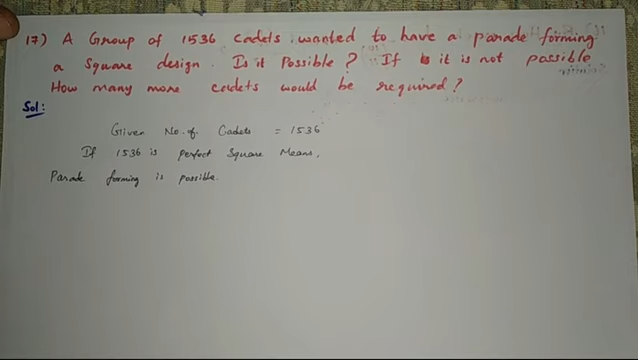 17) A Group of 1536 cadets wanted to have a parade forming
a Square design. Is it Possible? If it is not possible
How many more cadets would be required?
Sol:
Given No. of Cadets = 1536
If 1536 is perfect Square Means,
Parade forming is possible.